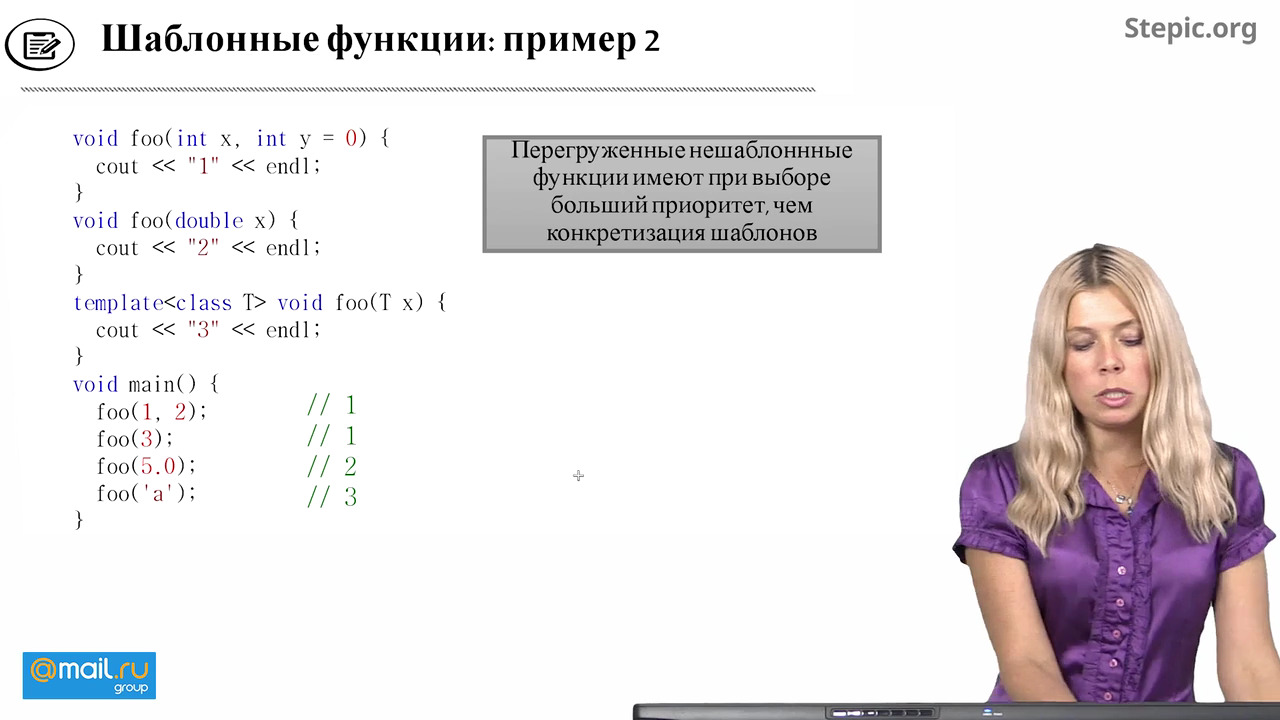 Шаблонные функции: пример 2
Stepic.org
void foo(int x, int y = 0) {
cout << "1" << endl;
}
void foo(double x) {
cout << "2" << endl;
}
template<class T> void foo(T x) {
cout << "3" << endl;
}
void main() {
foo(1, 2); // 1
foo(3); // 1
foo(5.0); // 2
foo('a'); // 3
}
Перегруженные нешаблоннные
функции имеют при выборе
больший приоритет, чем
конкретизация шаблонов
@mail.ru
group